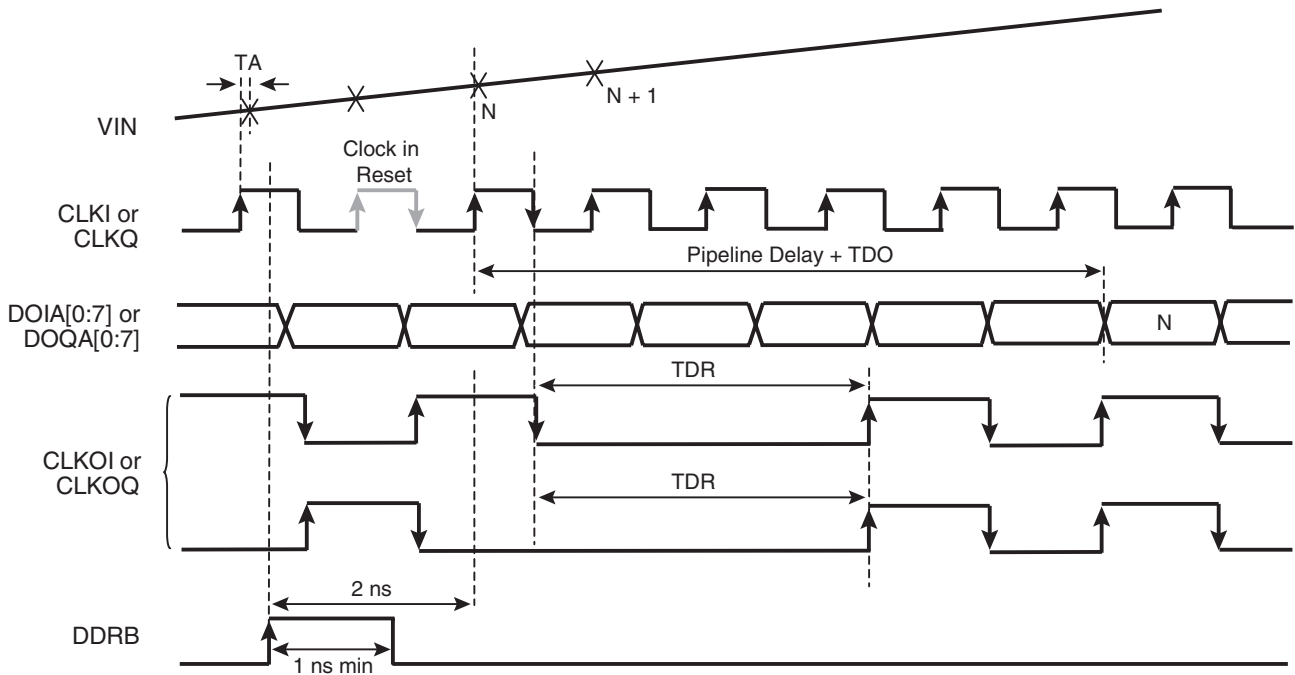 TA
N
N + 1
VIN
Clock in
Reset
CLKI or
CLKQ
Pipeline Delay + TDO
DOIA[0:7] or
DOQA[0:7]
N
TDR
CLKOI or
CLKOQ
TDR
2 ns
DDRB
1 ns min